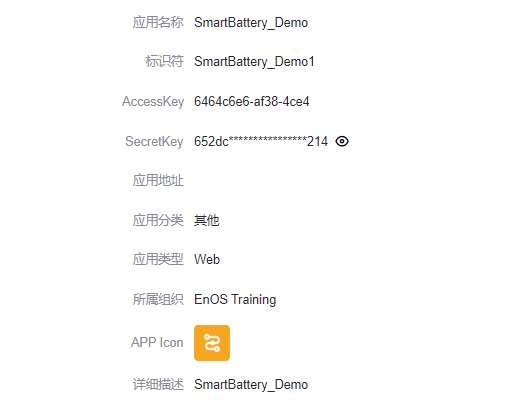 应用名称 SmartBattery_Demo
标识符 SmartBattery_Demo1
AccessKey 6464c6e6-af38-4ce4
SecretKey 652dc****************214
应用地址
应用分类 其他
应用类型 Web
所属组织 EnOS Training
APP Icon
详细描述 SmartBattery_Demo